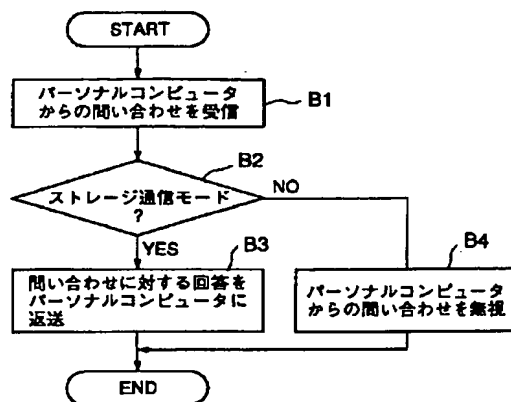 START
パーソナルコンピュータ
からの問い合わせを受信
B1
B2
ストレージ通信モード
?
NO
YES
B3
問い合わせに対する回答を
パーソナルコンピュータに
返送
B4
パーソナルコンピュータ
からの問い合わせを無視
END